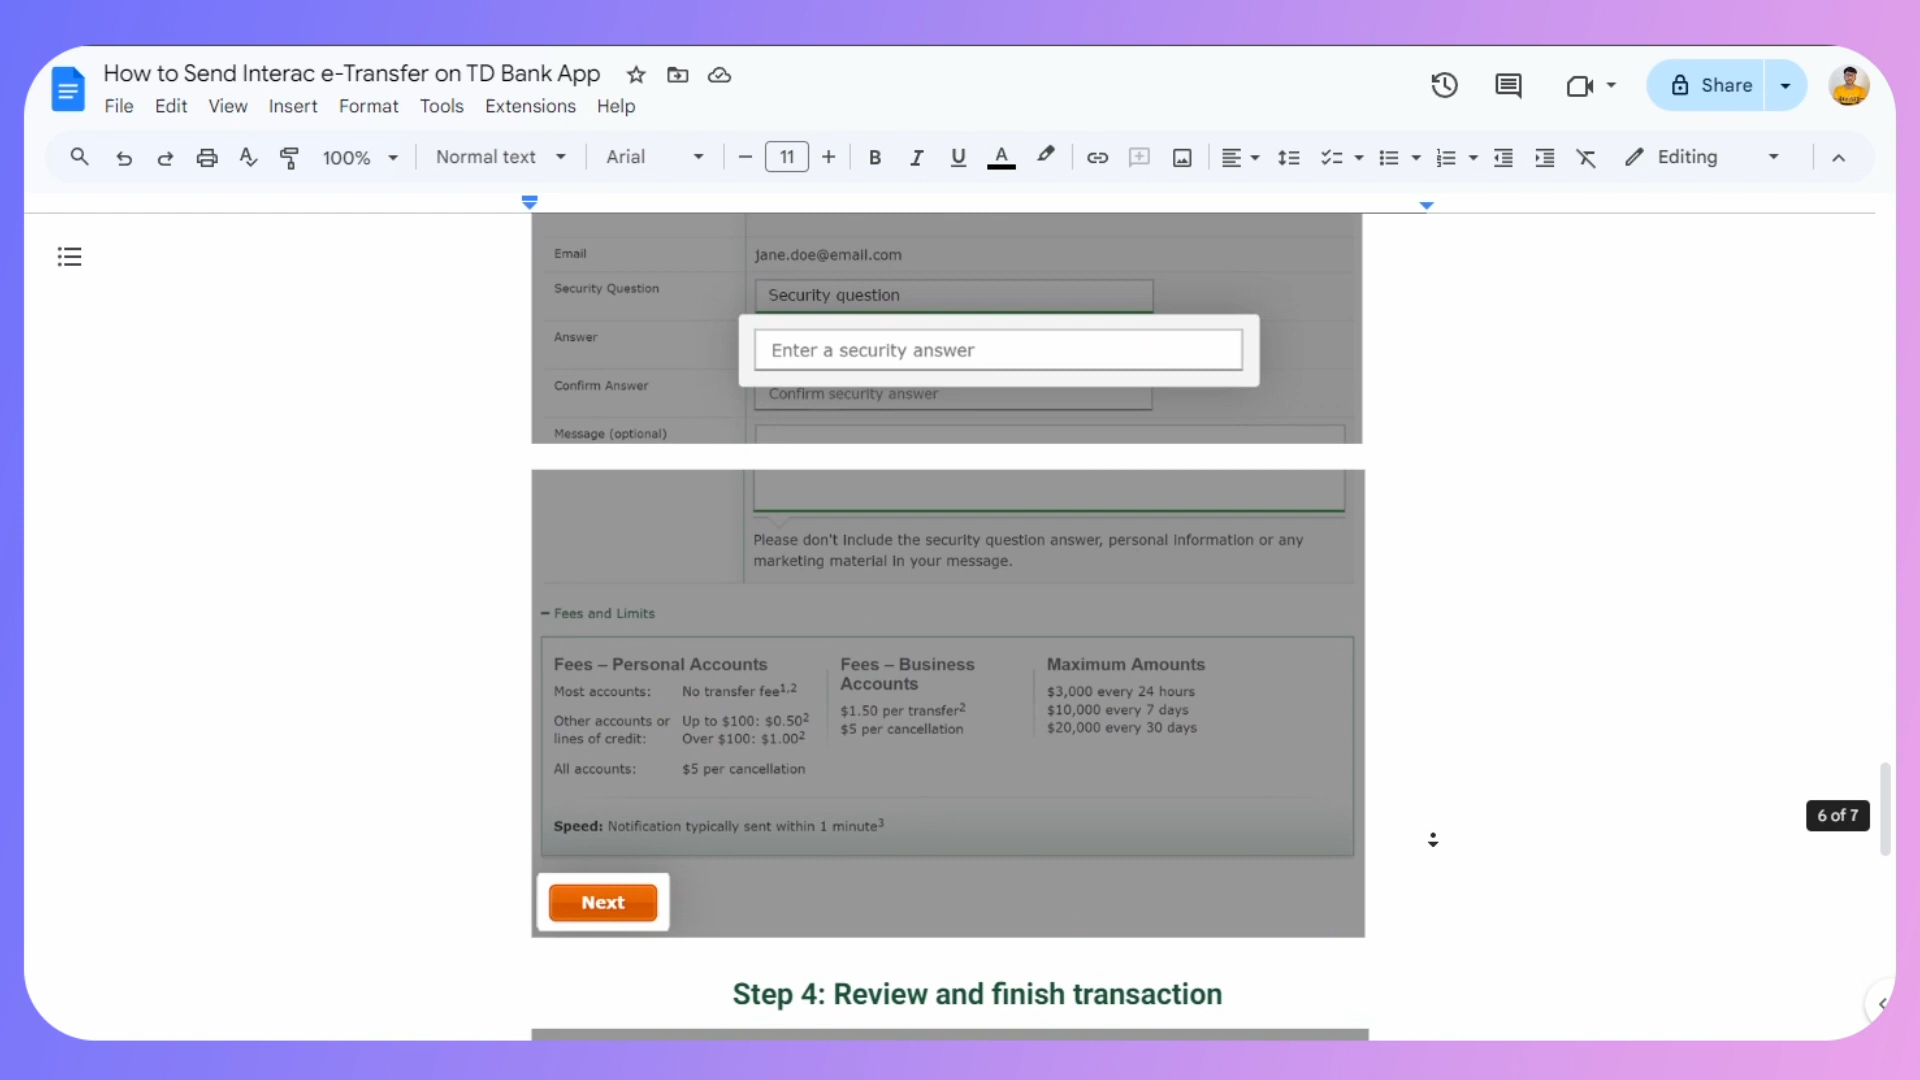 How to Send Interac e-Transfer on TD Bank App
Share
File Edit View Insert Format Tools Extensions Help
100% Normal text Arial 11 B I U A Editing
Email jane.doe@email.com
Security Question Security question
Answer Enter a security answer
Confirm Answer Confirm security answer
Message (optional)
Please don't include the security question answer, personal information or any
marketing material in your message.
Fees and Limits
Fees – Personal Accounts
Most accounts: No transfer fee1,2
Other accounts or Up to $100: $0.502
lines of credit: Over $100: $1.002
All accounts: $5 per cancellation
Fees – Business
Accounts
$1.50 per transfer2
$5 per cancellation
Maximum Amounts
$3,000 every 24 hours
$10,000 every 7 days
$20,000 every 30 days
Speed: Notification typically sent within 1 minute3
6 of 7
Next
Step 4: Review and finish transaction